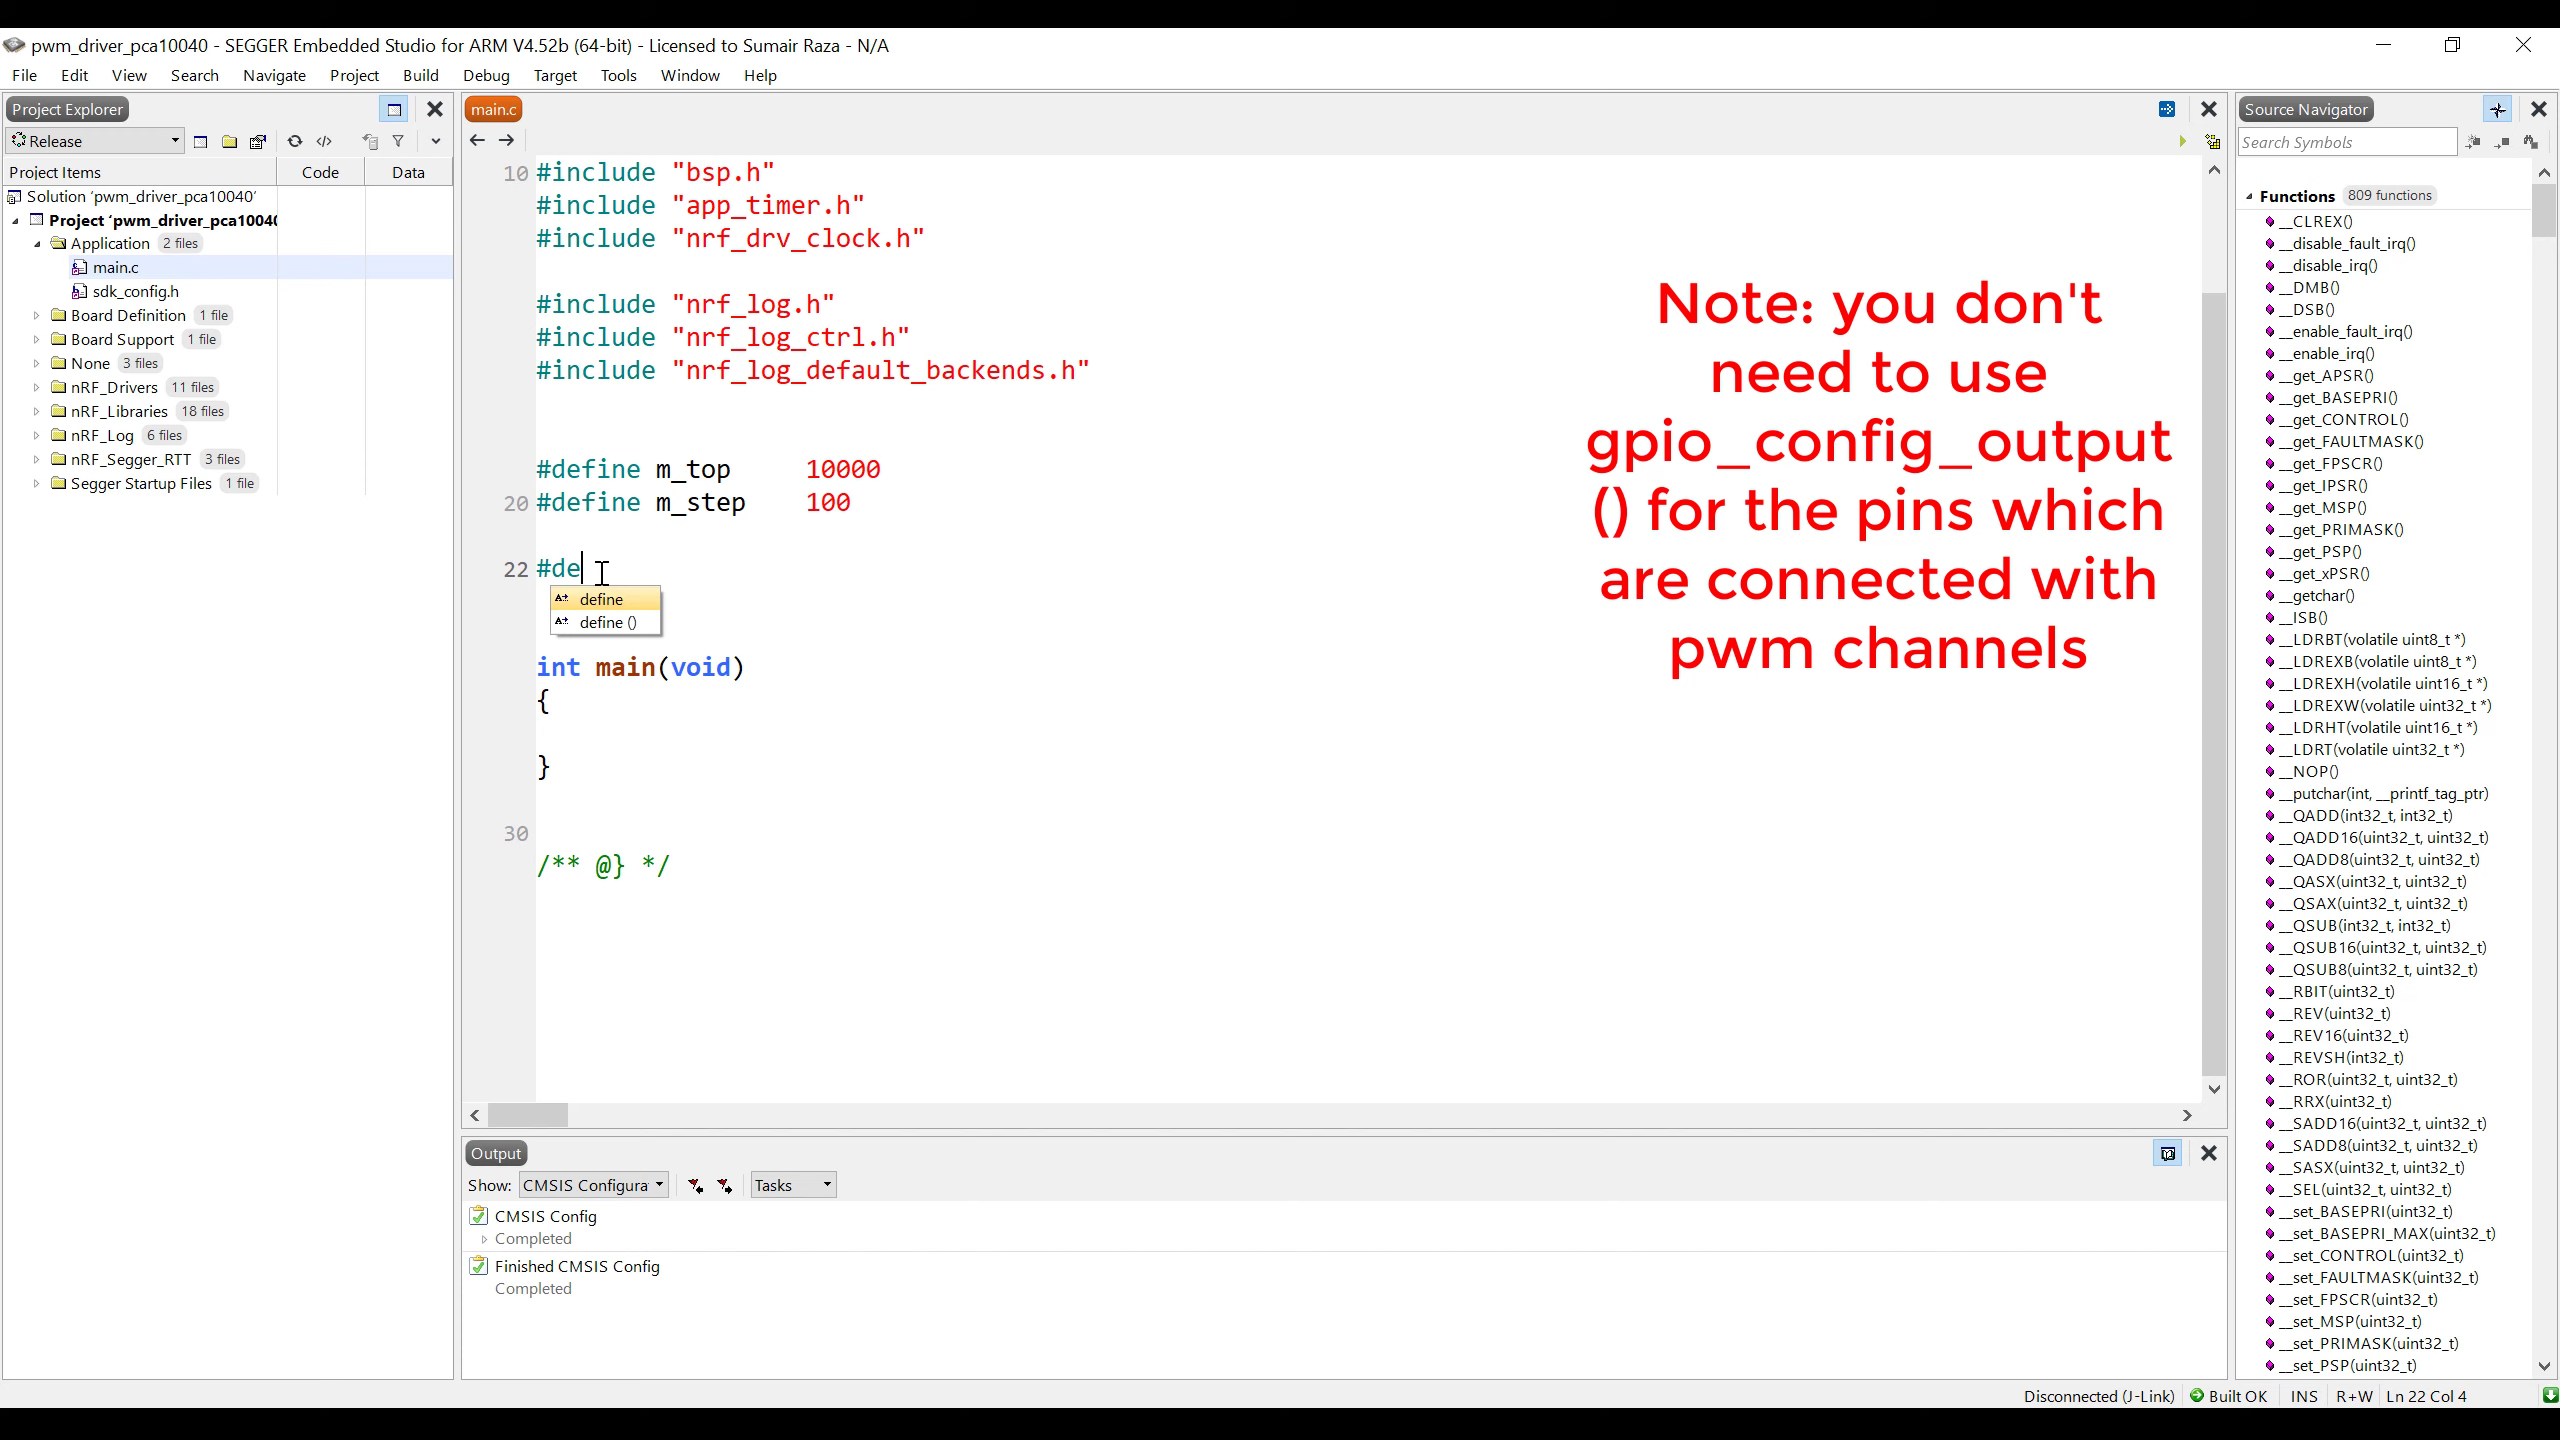 pwm_driver_pca10040 - SEGGER Embedded Studio for ARM V4.52b (64-bit) - Licensed to Sumair Raza - N/A
File Edit View Search Navigate Project Build Debug Target Tools Window Help
Project Explorer
Release
Project Items Code Data
Solution 'pwm_driver_pca10040'
Project 'pwm_driver_pca10040
Application 2 files
main.c
sdk_config.h
Board Definition 1 file
Board Support 1 file
None 3 files
nRF_Drivers 11 files
nRF_Libraries 18 files
nRF_Log 6 files
nRF_Segger_RTT 3 files
Segger Startup Files 1 file
main.c
10 #include "bsp.h"
#include "app_timer.h"
#include "nrf_drv_clock.h"
#include "nrf_log.h"
#include "nrf_log_ctrl.h"
#include "nrf_log_default_backends.h"
#define m_top 10000
20 #define m_step 100
22 #de
define
define ()
int main(void)
{
}
30
/** @} */
Note: you don't
need to use
gpio_config_output
() for the pins which
are connected with
pwm channels
Output
Show: CMSIS Configura Tasks
CMSIS Config
Completed
Finished CMSIS Config
Completed
Source Navigator
Search Symbols
Functions 809 functions
__CLREX()
__disable_fault_irq()
__disable_irq()
__DMB()
__DSB()
__enable_fault_irq()
__enable_irq()
__get_APSR()
__get_BASEPRI()
__get_CONTROL()
__get_FAULTMASK()
__get_FPSCR()
__get_IPSR()
__get_MSP()
__get_PRIMASK()
__get_PSP()
__get_xPSR()
__getchar()
__ISB()
__LDRBT(volatile uint8_t *)
__LDREXB(volatile uint8_t *)
__LDREXH(volatile uint16_t *)
__LDREXW(volatile uint32_t *)
__LDRHT(volatile uint16_t *)
__LDRT(volatile uint32_t *)
__NOP()
__putchar(int, __printf_tag_ptr)
__QADD(int32_t, int32_t)
__QADD16(uint32_t, uint32_t)
__QADD8(uint32_t, uint32_t)
__QASX(uint32_t, uint32_t)
__QSAX(uint32_t, uint32_t)
__QSUB(int32_t, int32_t)
__QSUB16(uint32_t, uint32_t)
__QSUB8(uint32_t, uint32_t)
__RBIT(uint32_t)
__REV(uint32_t)
__REV16(uint32_t)
__REVSH(int32_t)
__ROR(uint32_t, uint32_t)
__RRX(uint32_t)
__SADD16(uint32_t, uint32_t)
__SADD8(uint32_t, uint32_t)
__SASX(uint32_t, uint32_t)
__SEL(uint32_t, uint32_t)
__set_BASEPRI(uint32_t)
__set_BASEPRI_MAX(uint32_t)
__set_CONTROL(uint32_t)
__set_FAULTMASK(uint32_t)
__set_FPSCR(uint32_t)
__set_MSP(uint32_t)
__set_PRIMASK(uint32_t)
__set_PSP(uint32_t)
Disconnected (J-Link) Built OK INS R+W Ln 22 Col 4